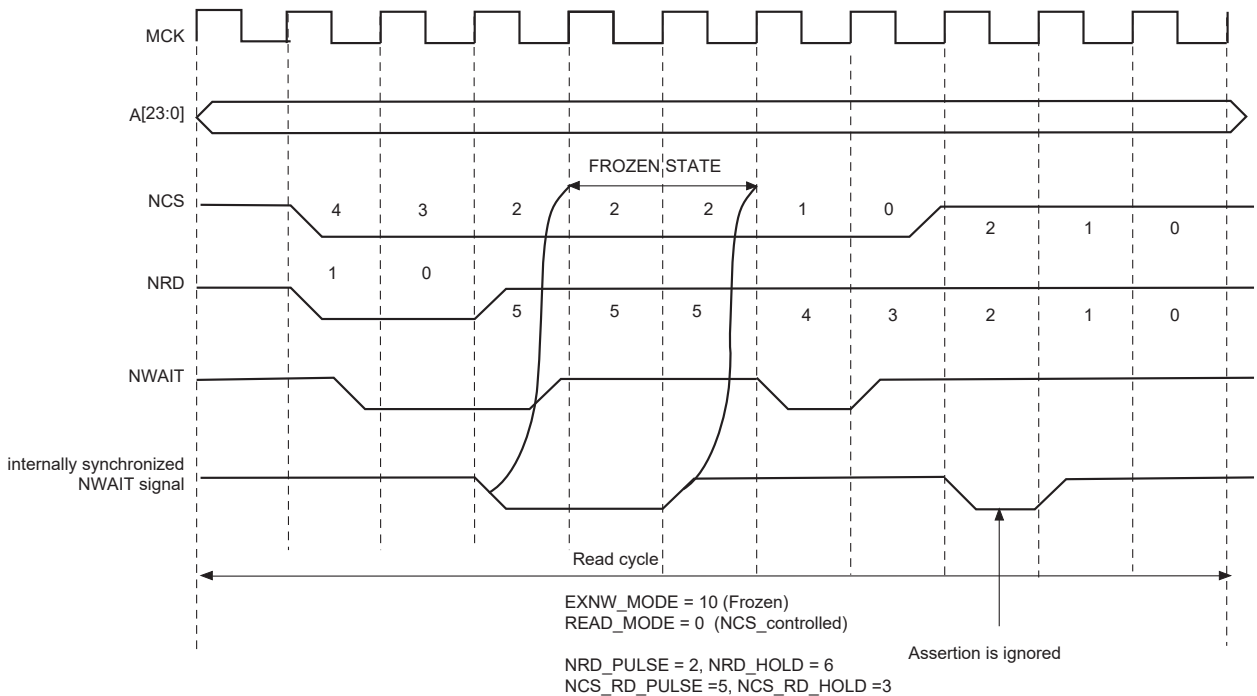 MCK
A[23:0]
FROZEN STATE
NCS
4 3 2 2 2 1 0
2 1 0
NRD
1 0
5 5 5 4 3 2 1 0
NWAIT
internally synchronized
NWAIT signal
Read cycle
EXNW_MODE = 10 (Frozen)
READ_MODE = 0 (NCS_controlled)
Assertion is ignored
NRD_PULSE = 2, NRD_HOLD = 6
NCS_RD_PULSE =5, NCS_RD_HOLD =3